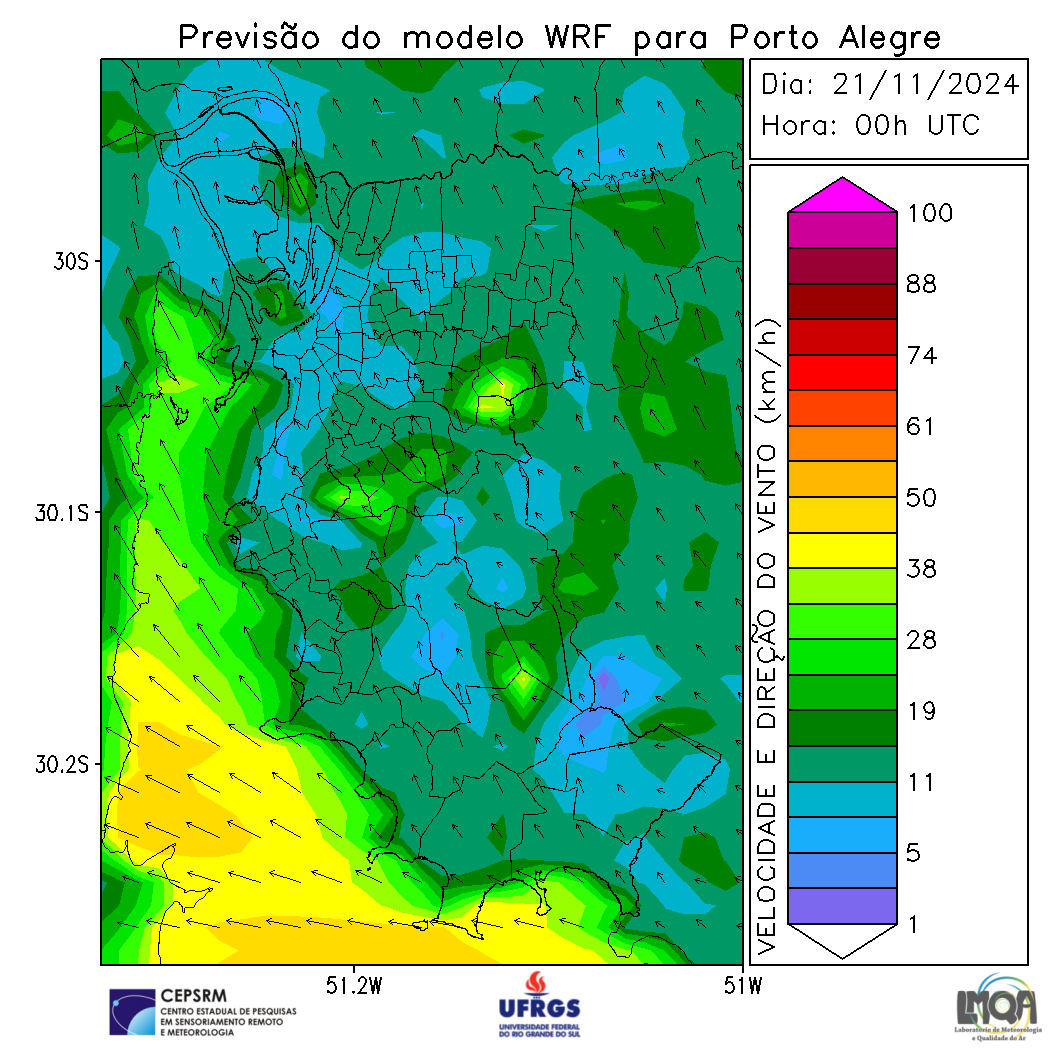 Previsão do modelo WRF para Porto Alegre
Dia: 21/11/2024
Hora: 00h UTC
30S
30.1S
30.2S
51.2W
51W
VELOCIDADE E DIREÇÃO DO VENTO (km/h)
100
88
74
61
50
38
28
19
11
5
1
CEPSRM
CENTRO ESTADUAL DE PESQUISAS
EM SENSORIAMENTO REMOTO
E METEOROLOGIA
UFRGS
UNIVERSIDADE FEDERAL
DO RIO GRANDE DO SUL
LMQA
Laboratório de Meteorologia
e Qualidade do Ar